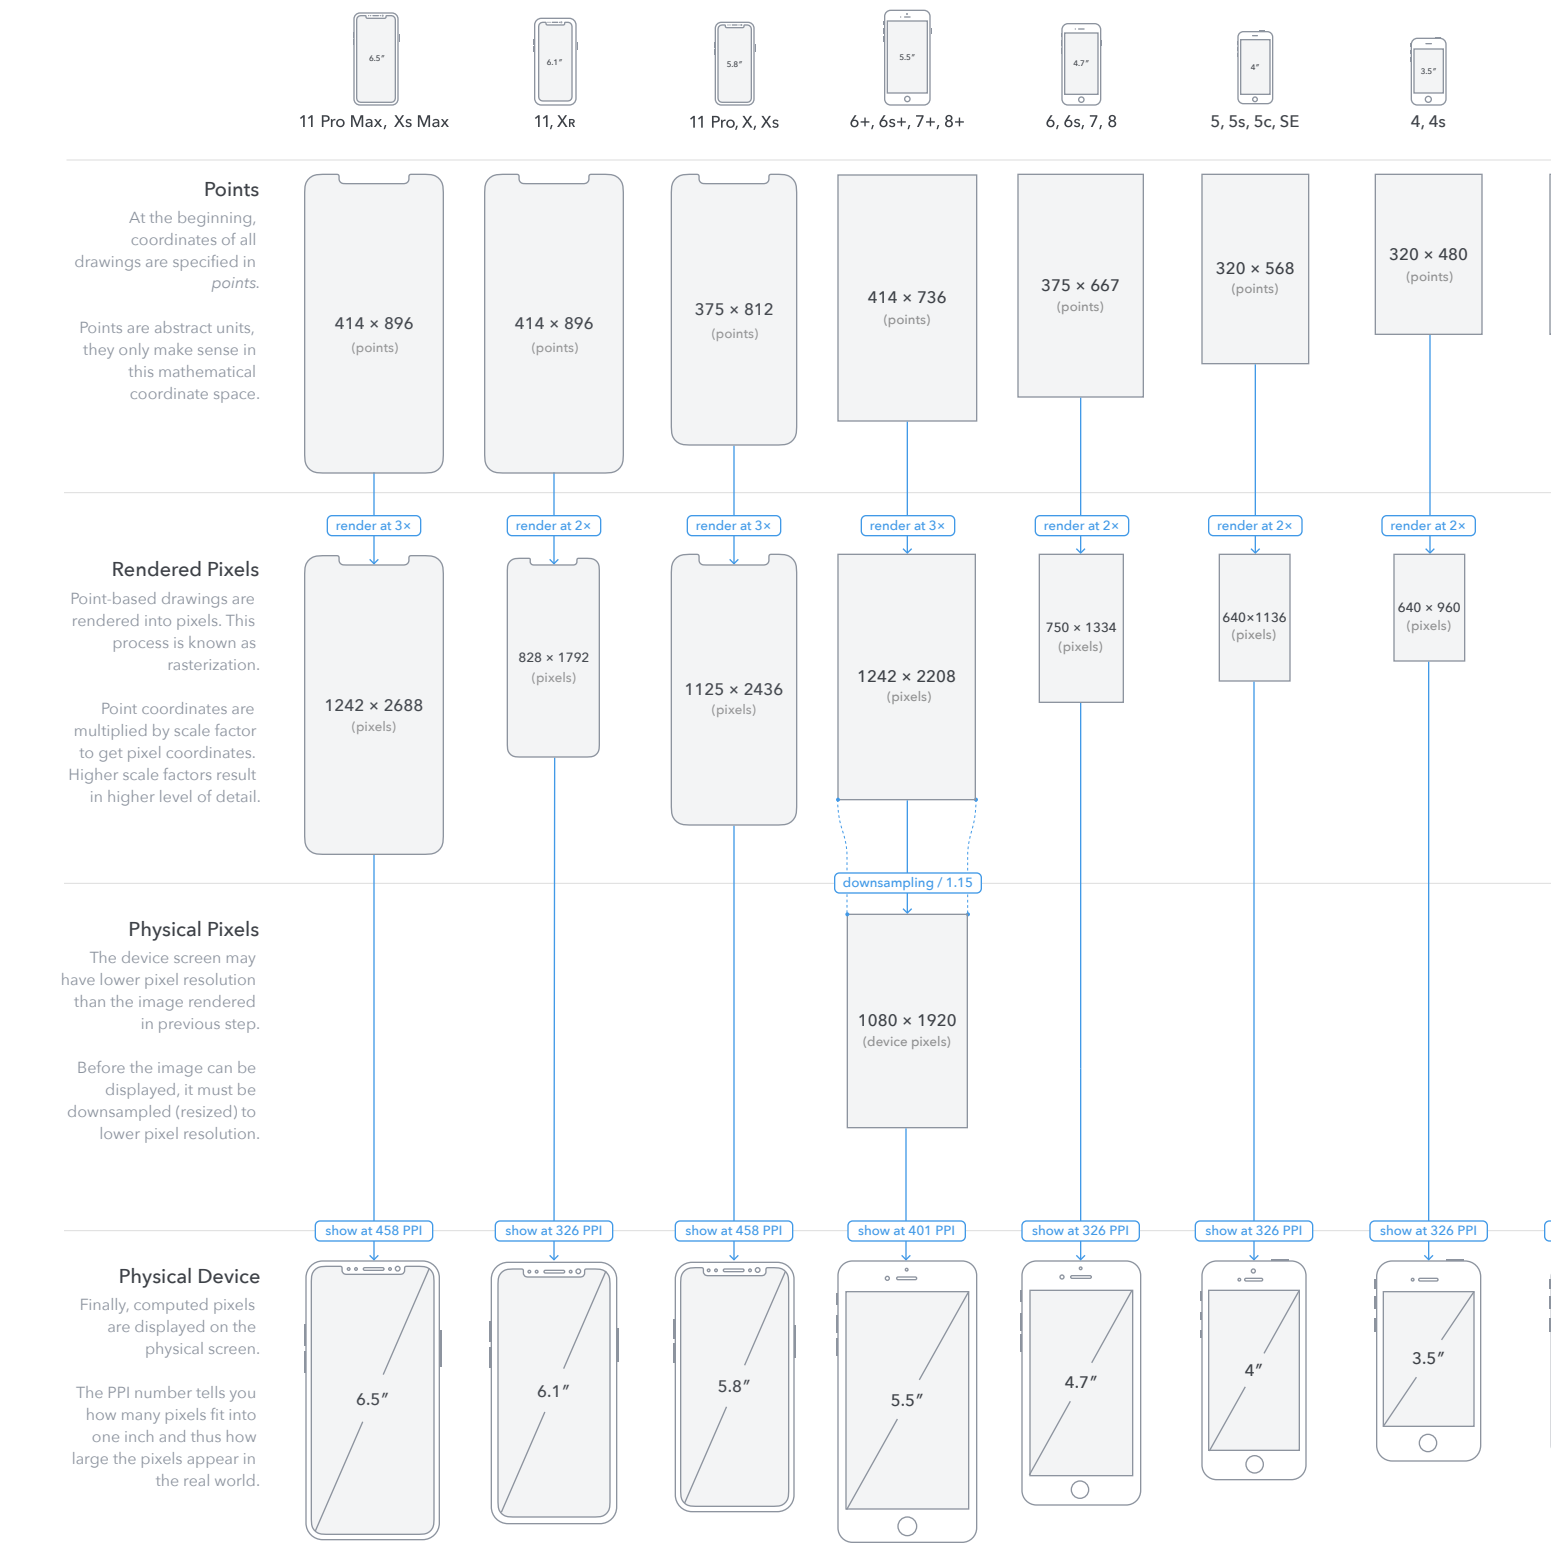 6.5″
6.1″
5.8″
5.5″
4.7″
4″
3.5″
11 Pro Max, Xs Max
11, XR
11 Pro, X, Xs
6+, 6s+, 7+, 8+
6, 6s, 7, 8
5, 5s, 5c, SE
4, 4s
Points
At the beginning,
coordinates of all
drawings are specified in
points.
Points are abstract units,
they only make sense in
this mathematical
coordinate space.
414 × 896
(points)
414 × 896
(points)
375 × 812
(points)
414 × 736
(points)
375 × 667
(points)
320 × 568
(points)
320 × 480
(points)
render at 3×
render at 2×
render at 3×
render at 3×
render at 2×
render at 2×
render at 2×
Rendered Pixels
Point-based drawings are
rendered into pixels. This
process is known as
rasterization.
Point coordinates are
multiplied by scale factor
to get pixel coordinates.
Higher scale factors result
in higher level of detail.
1242 × 2688
(pixels)
828 × 1792
(pixels)
1125 × 2436
(pixels)
1242 × 2208
(pixels)
750 × 1334
(pixels)
640×1136
(pixels)
640 × 960
(pixels)
downsampling / 1.15
Physical Pixels
The device screen may
have lower pixel resolution
than the image rendered
in previous step.
Before the image can be
displayed, it must be
downsampled (resized) to
lower pixel resolution.
1080 × 1920
(device pixels)
show at 458 PPI
show at 326 PPI
show at 458 PPI
show at 401 PPI
show at 326 PPI
show at 326 PPI
show at 326 PPI
Physical Device
Finally, computed pixels
are displayed on the
physical screen.
The PPI number tells you
how many pixels fit into
one inch and thus how
large the pixels appear in
the real world.
6.5″
6.1″
5.8″
5.5″
4.7″
4″
3.5″